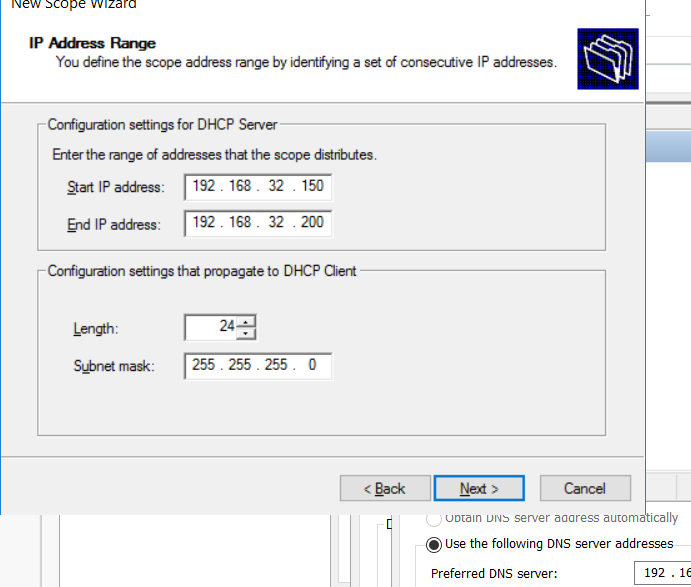 New Scope Wizard
IP Address Range
You define the scope address range by identifying a set of consecutive IP addresses.
Configuration settings for DHCP Server
Enter the range of addresses that the scope distributes.
Start IP address: 192 . 168 . 32 . 150
End IP address: 192 . 168 . 32 . 200
Configuration settings that propagate to DHCP Client
Length: 24
Subnet mask: 255 . 255 . 255 . 0
< Back Next > Cancel
Obtain DNS server address automatically
Use the following DNS server addresses
Preferred DNS server: 192 . 16